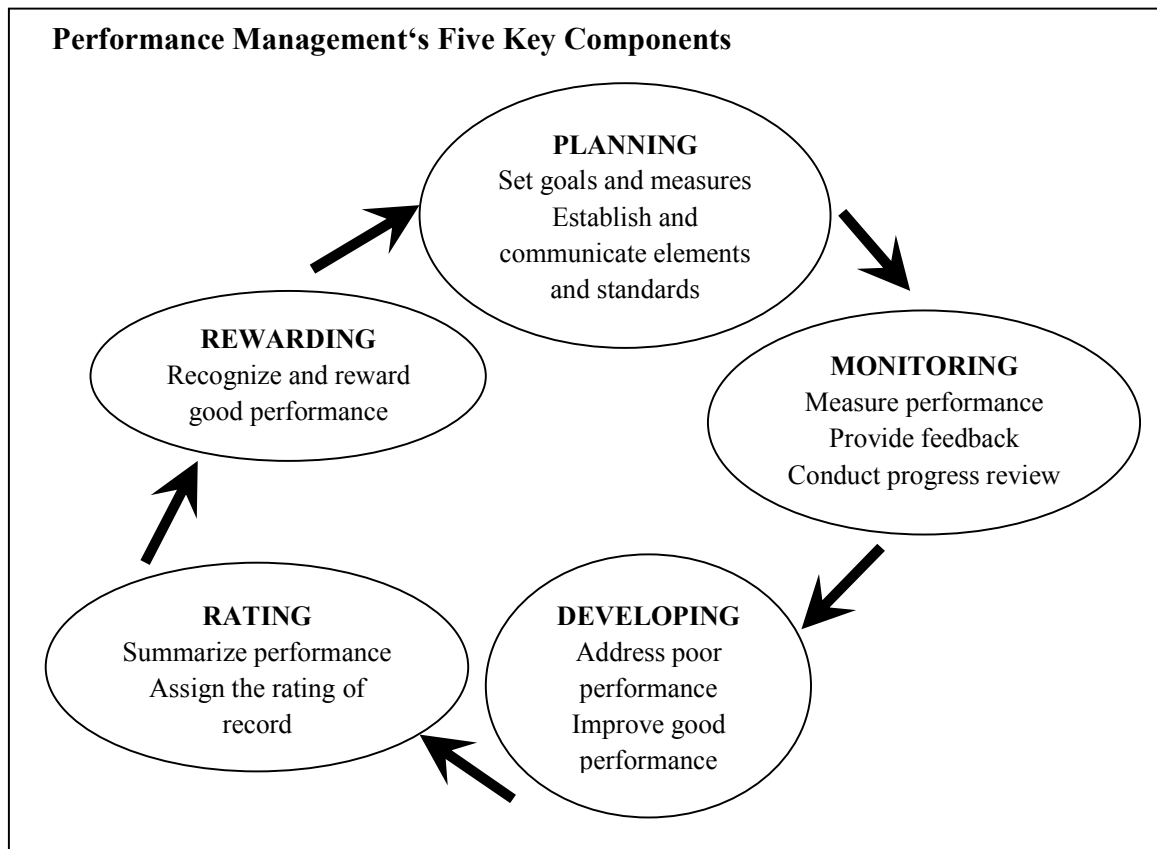 Performance Management‘s Five Key Components
PLANNING
Set goals and measures
Establish and
communicate elements
and standards
MONITORING
Measure performance
Provide feedback
Conduct progress review
DEVELOPING
Address poor
performance
Improve good
performance
RATING
Summarize performance
Assign the rating of
record
REWARDING
Recognize and reward
good performance